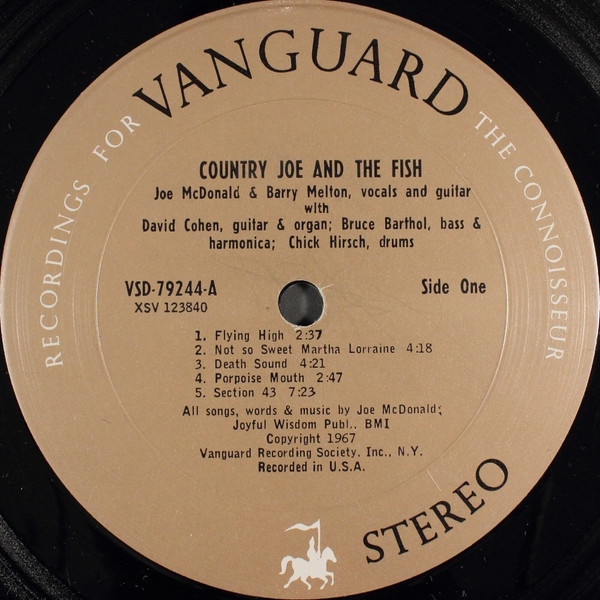 RECORDINGS FOR VANGUARD THE CONNOISSEUR
COUNTRY JOE AND THE FISH
Joe McDonald & Barry Melton, vocals and guitar
with
David Cohen, guitar & organ; Bruce Barthol, bass &
harmonica; Chick Hirsch, drums
VSD-79244-A
XSV 123840
Side One
1. Flying High 2:37
2. Not so Sweet Martha Lorraine 4:18
3. Death Sound 4:21
4. Porpoise Mouth 2:47
5. Section 43 7:23
All songs, words & music by Joe McDonald;
Joyful Wisdom Publ., BMI
Copyright 1967
Vanguard Recording Society, Inc., N.Y.
Recorded in U.S.A.
STEREO